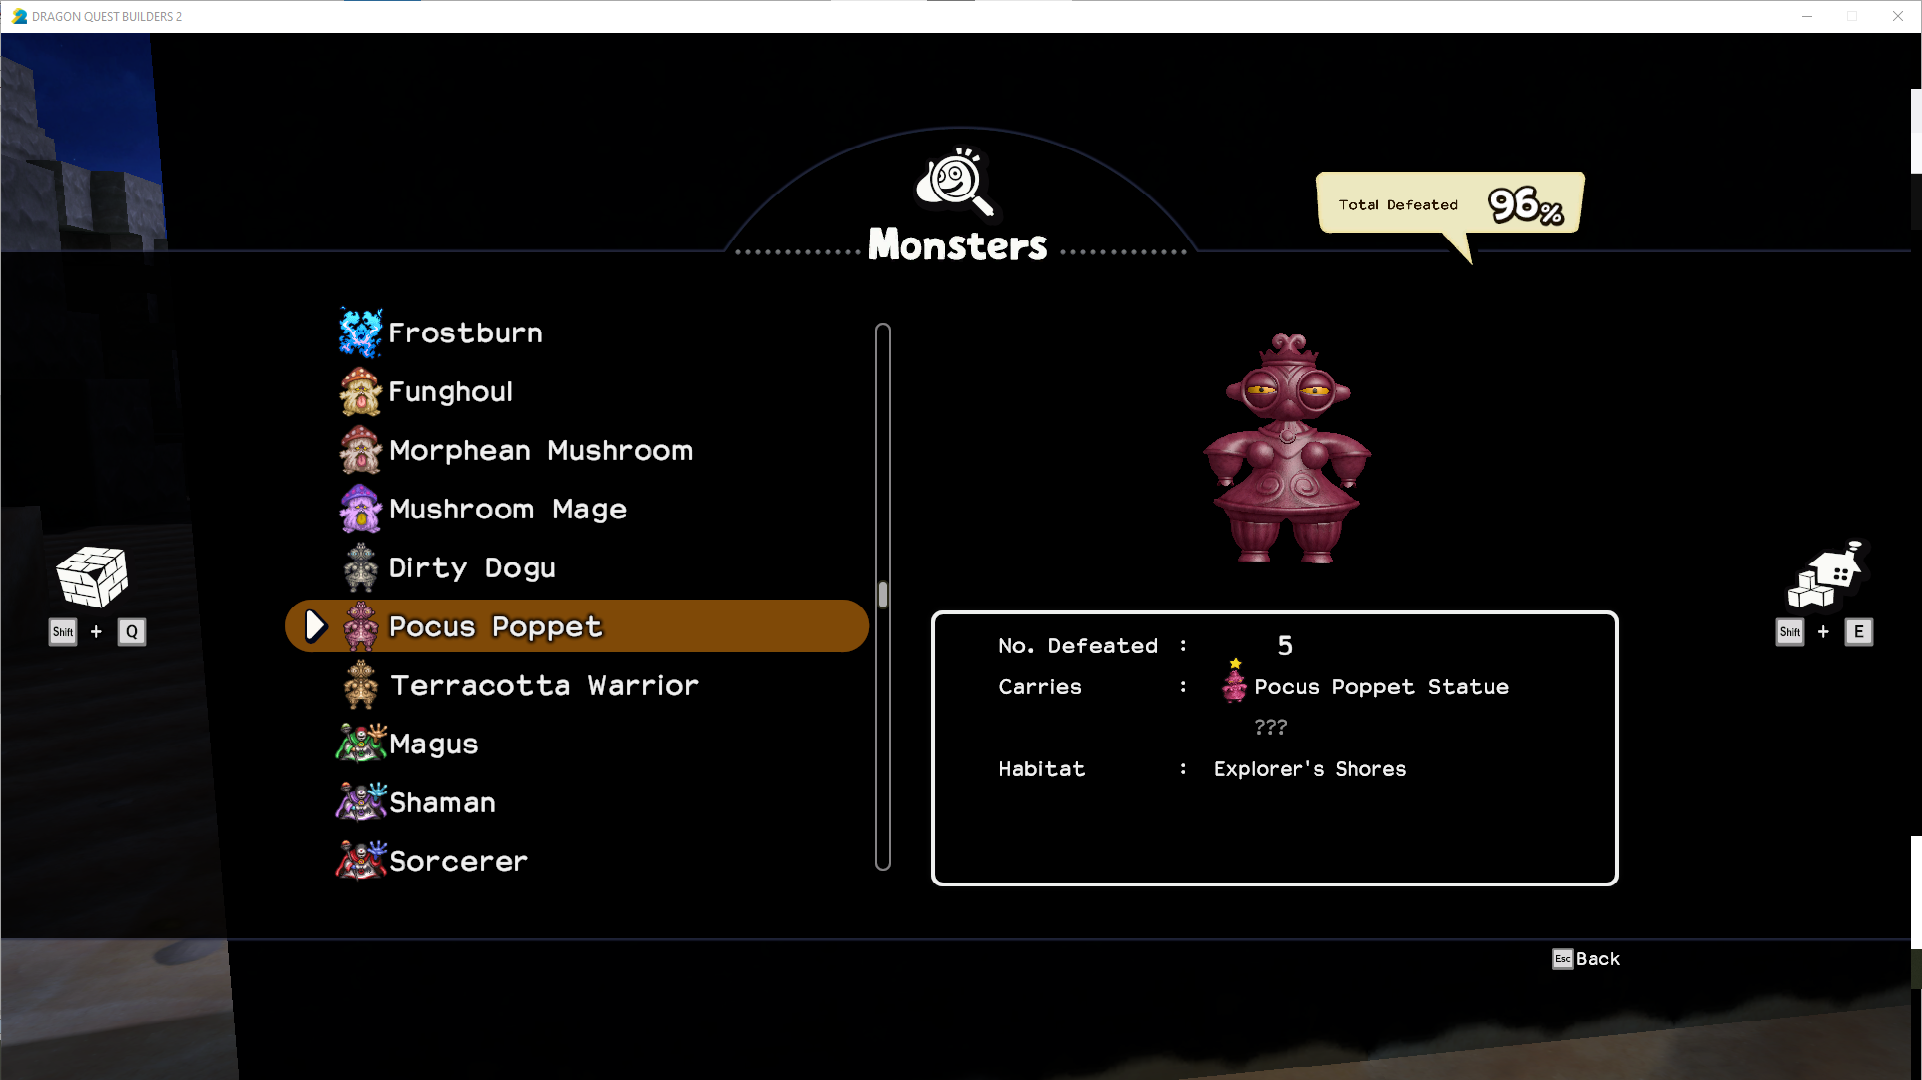 DRAGON QUEST BUILDERS 2
Monsters
Total Defeated 96%
Frostburn
Funghoul
Morphean Mushroom
Mushroom Mage
Dirty Dogu
Pocus Poppet
Terracotta Warrior
Magus
Shaman
Sorcerer
Shift + Q
No. Defeated : 5
Carries : Pocus Poppet Statue
???
Habitat : Explorer's Shores
Shift + E
Esc Back